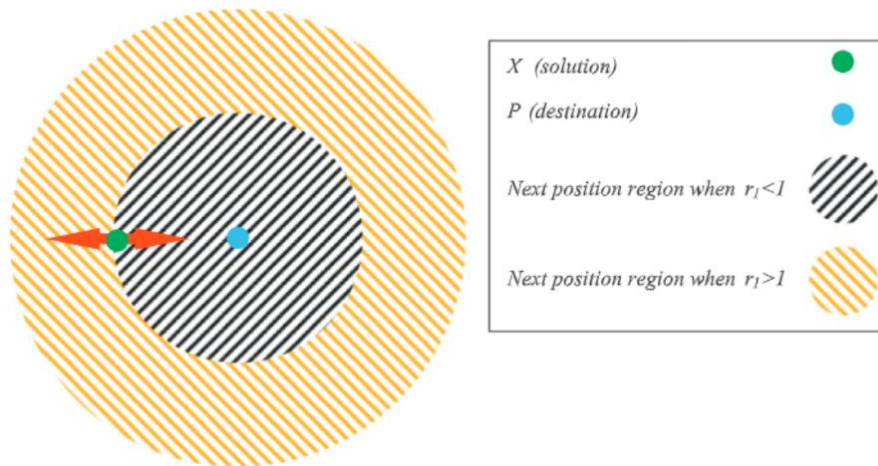 X (solution)
P (destination)
Next position region when r₁<1
Next position region when r₁>1